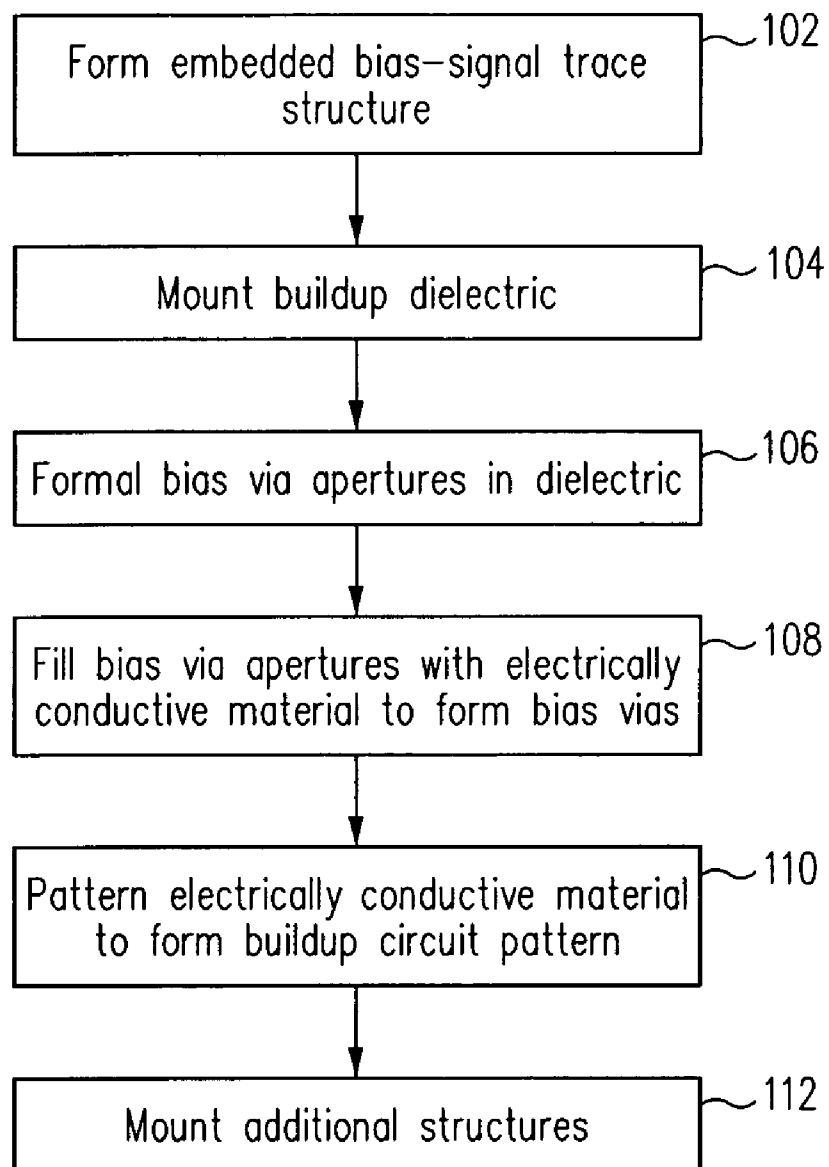 Form embedded bias-signal trace
structure
102
Mount buildup dielectric
104
Formal bias via apertures in dielectric
106
Fill bias via apertures with electrically
conductive material to form bias vias
108
Pattern electrically conductive material
to form buildup circuit pattern
110
Mount additional structures
112